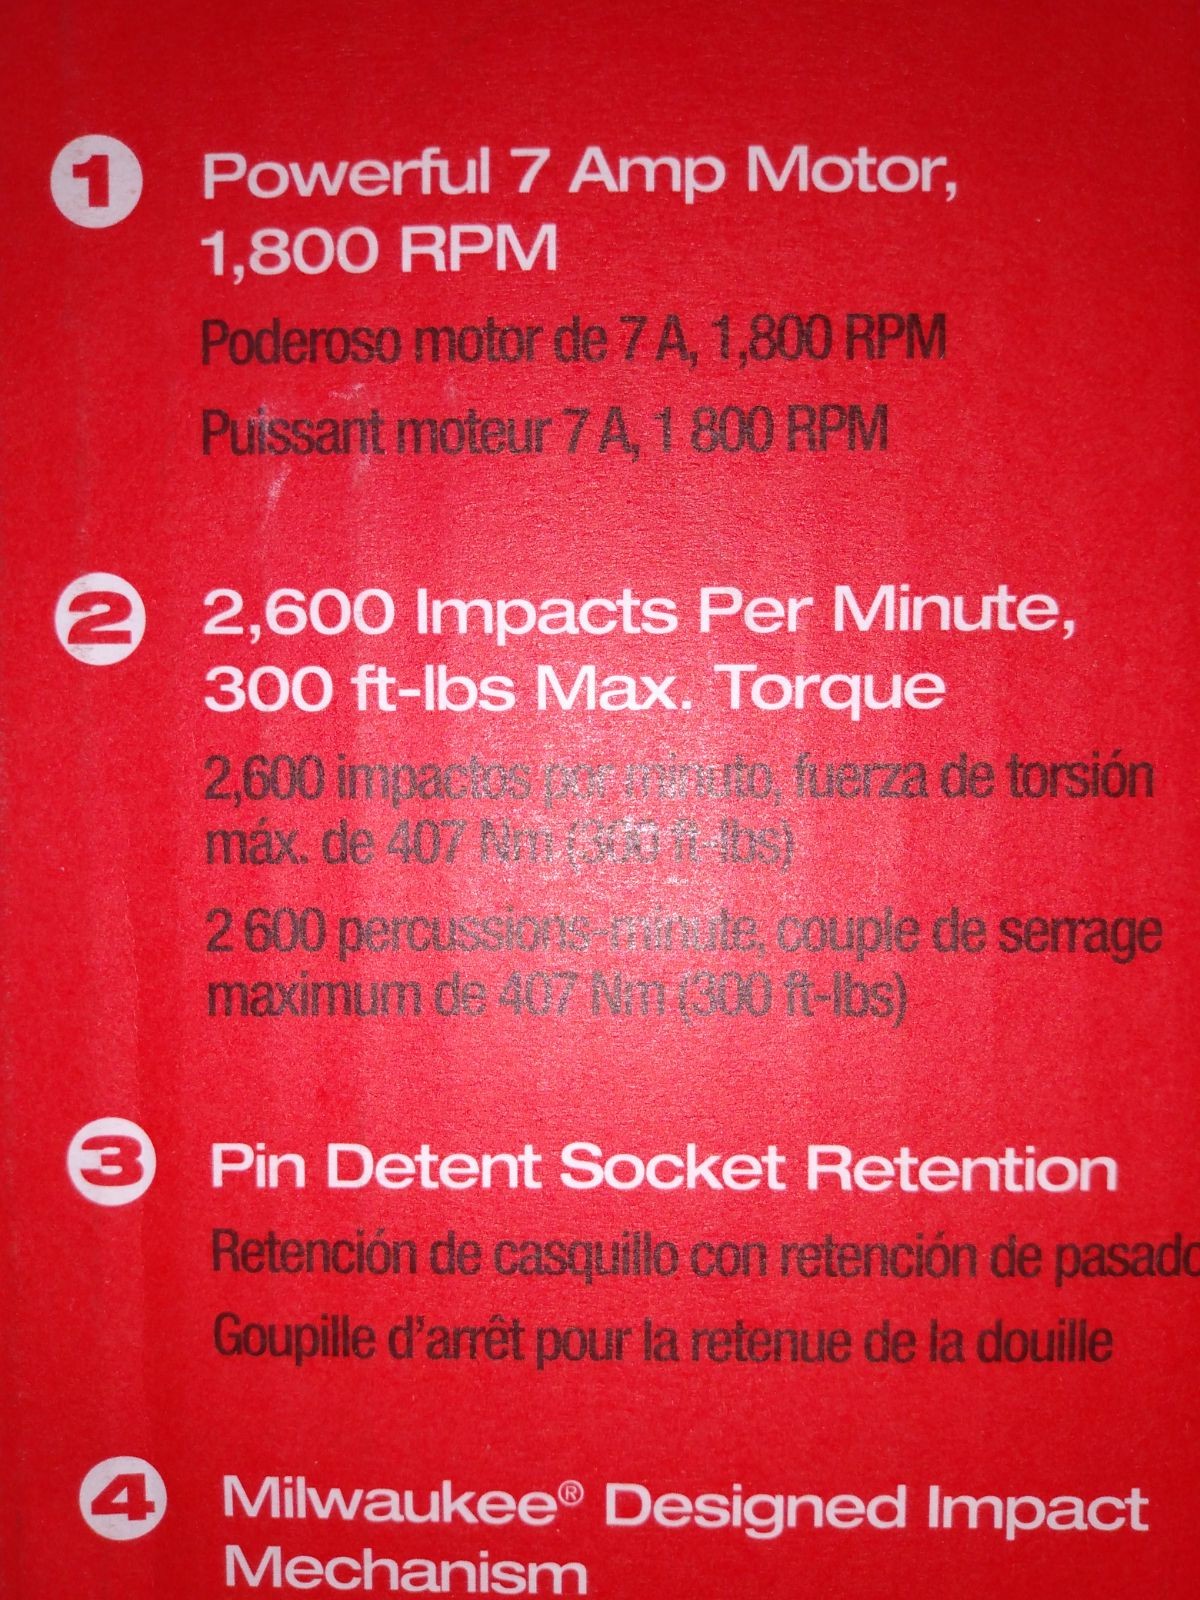 1 Powerful 7 Amp Motor,
1,800 RPM
Poderoso motor de 7 A, 1,800 RPM
Puissant moteur 7 A, 1 800 RPM
2 2,600 Impacts Per Minute,
300 ft-lbs Max. Torque
2,600 impactos por minuto, fuerza de torsión
máx. de 407 Nm (300 ft-lbs)
2 600 percussions-minute, couple de serrage
maximum de 407 Nm (300 ft-lbs)
3 Pin Detent Socket Retention
Retención de casquillo con retención de pasado
Goupille d'arrêt pour la retenue de la douille
4 Milwaukee® Designed Impact
Mechanism